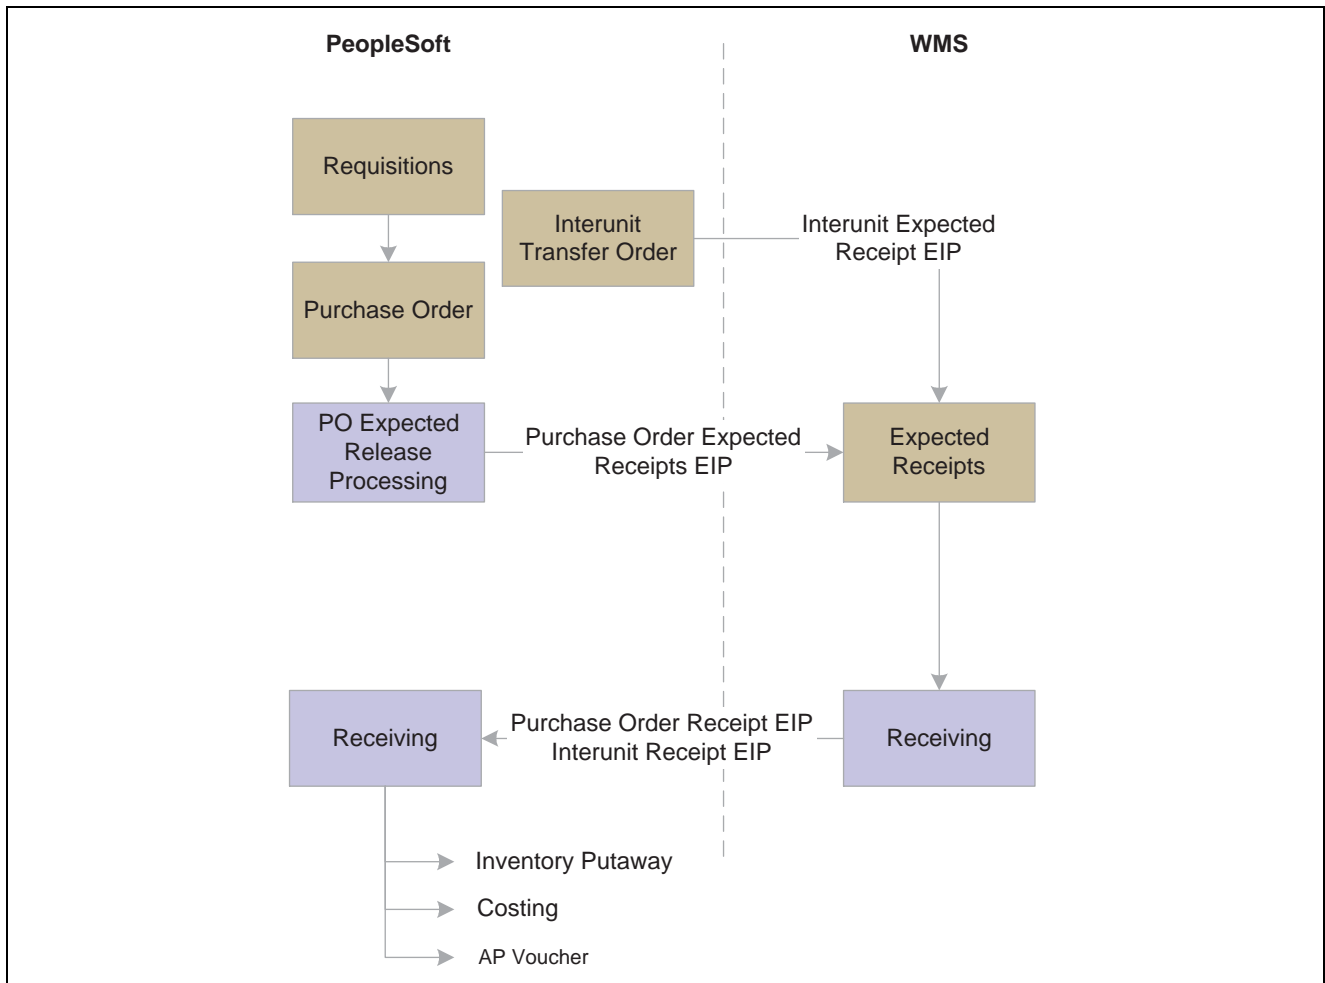 PeopleSoft
WMS
Requisitions
Interunit
Transfer Order
Interunit Expected
Receipt EIP
Purchase Order
PO Expected
Release
Processing
Purchase Order Expected
Receipts EIP
Expected
Receipts
Receiving
Purchase Order Receipt EIP
Interunit Receipt EIP
Receiving
Inventory Putaway
Costing
AP Voucher